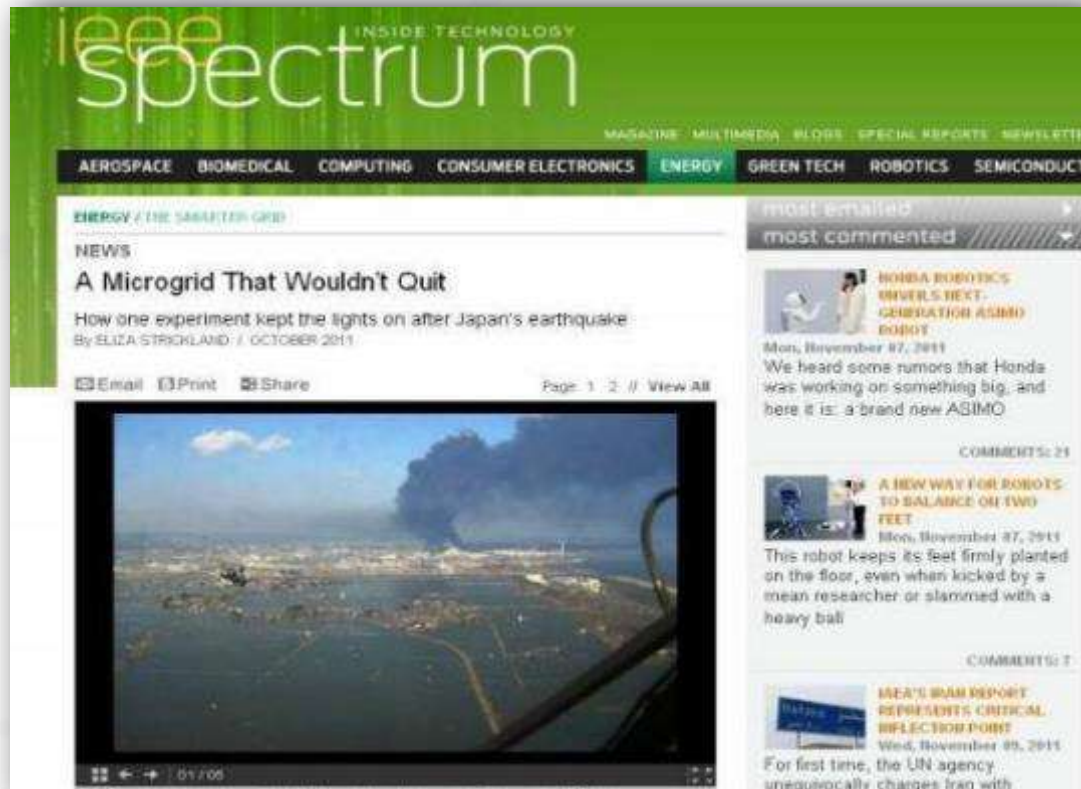 ieee
INSIDE TECHNOLOGY
spectrum
MAGAZINE MULTIMEDIA BLOGS SPECIAL REPORTS NEWSLETTE
AEROSPACE BIOMEDICAL COMPUTING CONSUMER ELECTRONICS ENERGY GREEN TECH ROBOTICS SEMICONDUCT
ENERGY / THE SMARTER GRID
NEWS
A Microgrid That Wouldn't Quit
How one experiment kept the lights on after Japan's earthquake
By ELIZA STRICKLAND / OCTOBER 2011
Email Print Share
Page 1 2 // View All
01 / 05
most emailed
most commented
HONDA ROBOTICS
UNVEILS NEXT-
GENERATION ASIMO
ROBOT
Mon, November 07, 2011
We heard some rumors that Honda
was working on something big, and
here it is: a brand new ASIMO
COMMENTS: 21
A NEW WAY FOR ROBOTS
TO BALANCE ON TWO
FEET
Mon, November 07, 2011
This robot keeps its feet firmly planted
on the floor, even when kicked by a
mean researcher or slammed with a
heavy ball
COMMENTS: 7
IAEA'S IRAN REPORT
REPRESENTS CRITICAL
INFLECTION POINT
Wed, November 09, 2011
For first time, the UN agency
unequivocally charges Iran with